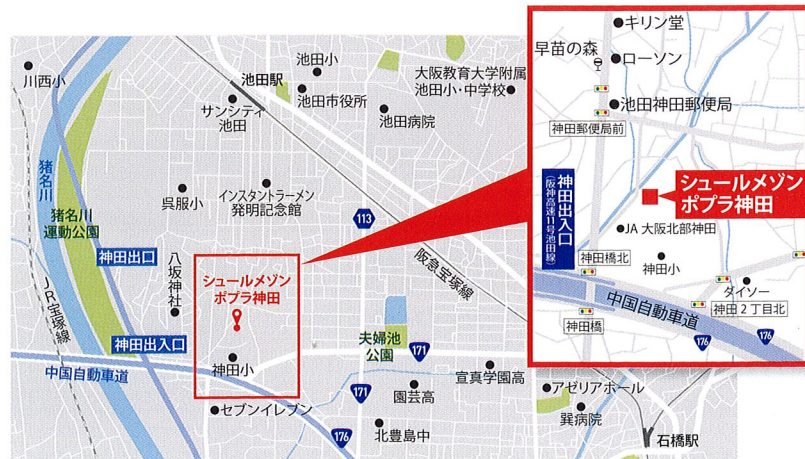 川西小
池田駅
池田小
サンシティ
池田
池田市役所
大阪教育大学附属
池田小・中学校
池田病院
猪名川
猪名川
運動公園
呉服小
インスタントラーメン
発明記念館
113
阪急宝塚線
神田出口
八坂神社
シュールメゾン
ポプラ神田
JR宝塚線
神田出入口
神田小
中国自動車道
夫婦池
公園
171
171
宣真学園高
園芸高
セブンイレブン
176
北豊島中
アゼリアホール
巽病院
石橋駅
キリン堂
早苗の森
ローソン
池田神田郵便局
神田郵便局前
神田出入口
(阪神高速11号池田線)
シュールメゾン
ポプラ神田
JA 大阪北部神田
神田橋北
神田小
ダイソー
神田2丁目北
中国自動車道
神田橋
176
176